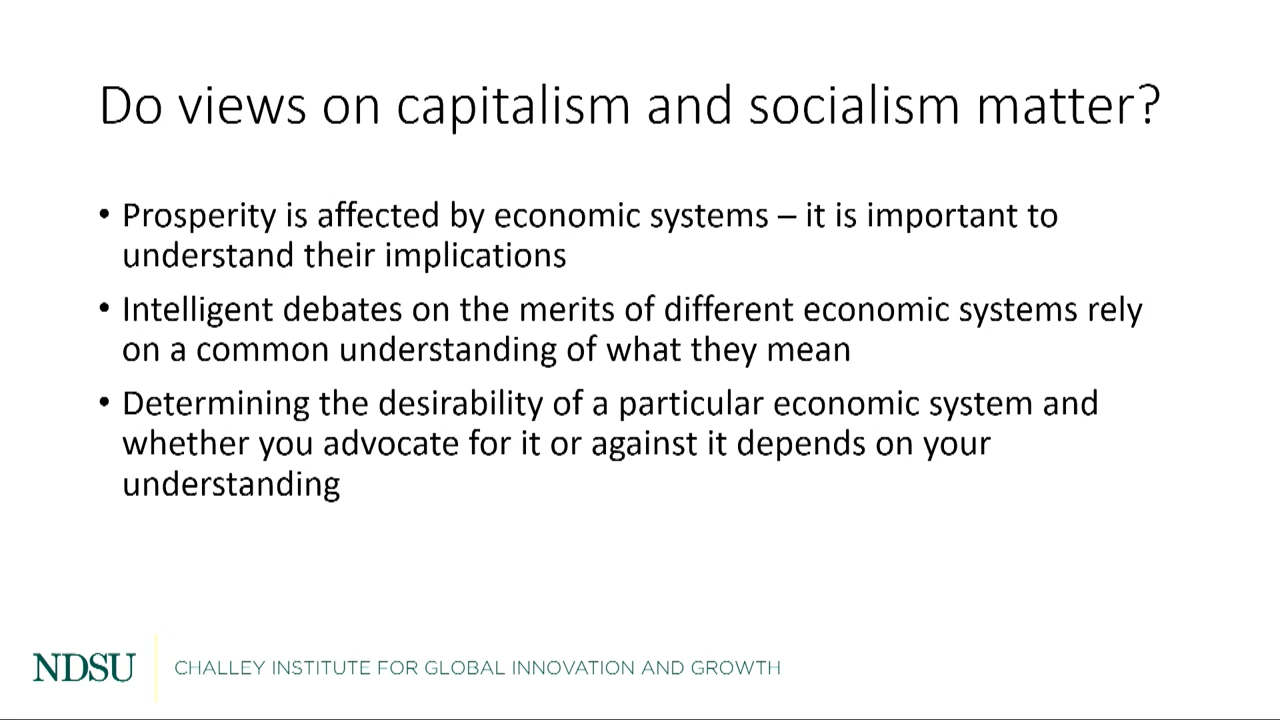 Do views on capitalism and socialism matter?
• Prosperity is affected by economic systems – it is important to
understand their implications
• Intelligent debates on the merits of different economic systems rely
on a common understanding of what they mean
• Determining the desirability of a particular economic system and
whether you advocate for it or against it depends on your
understanding
NDSU
CHALLEY INSTITUTE FOR GLOBAL INNOVATION AND GROWTH